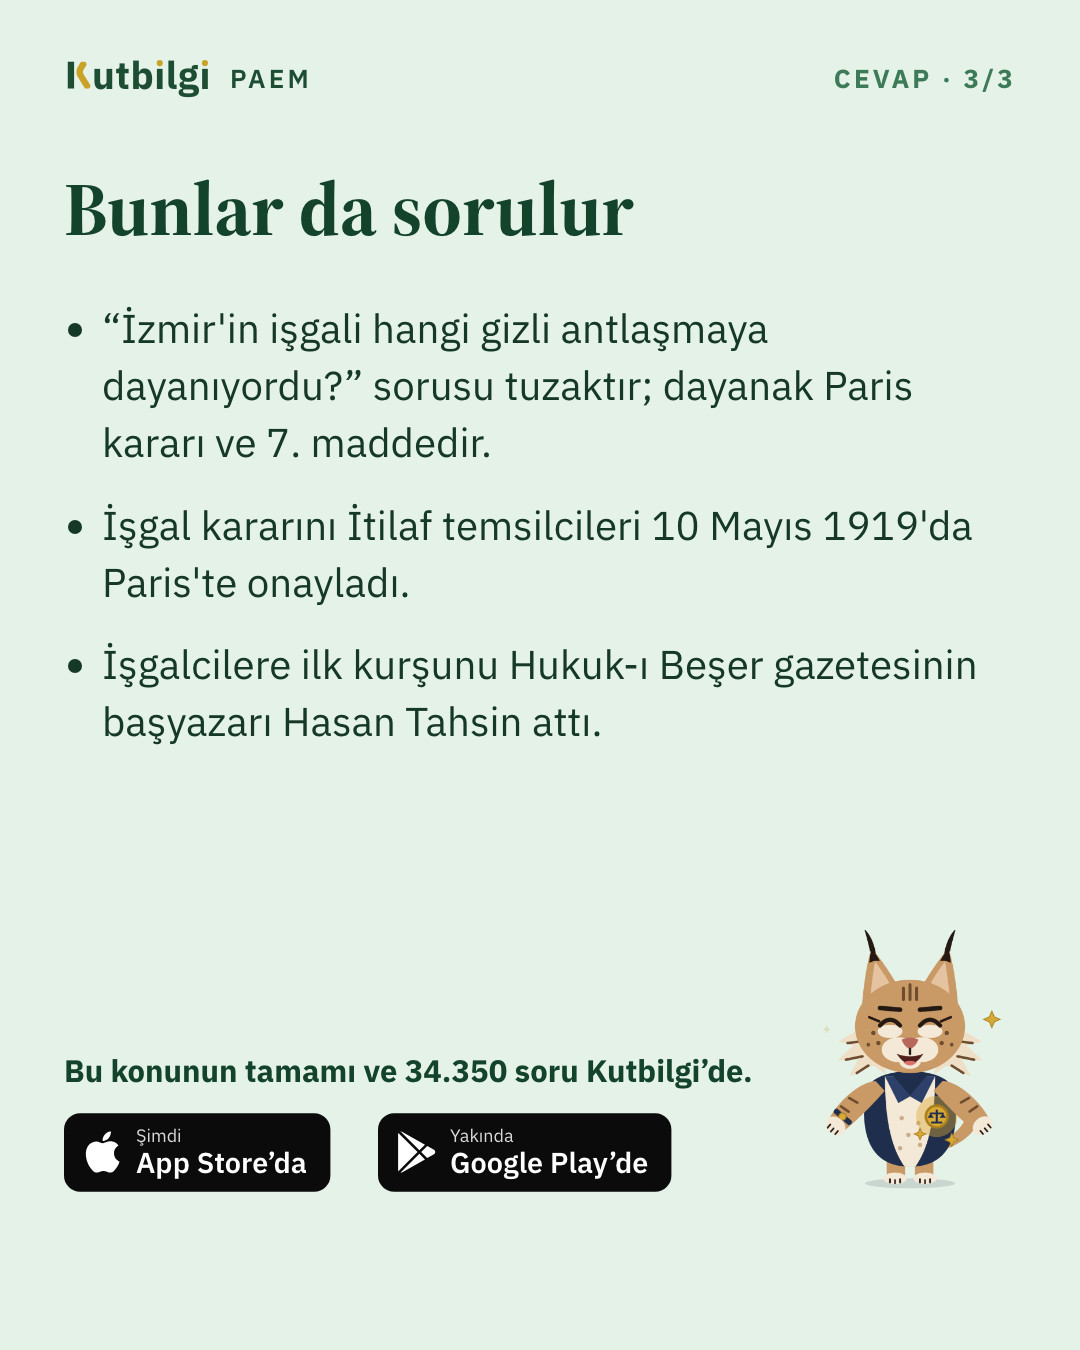 Kutbilgi PAEM
CEVAP · 3/3
Bunlar da sorulur
• “İzmir'in işgali hangi gizli antlaşmaya
dayanıyordu?” sorusu tuzaktır; dayanak Paris
kararı ve 7. maddedir.
• İşgal kararını İtilaf temsilcileri 10 Mayıs 1919'da
Paris'te onayladı.
• İşgalcilere ilk kurşunu Hukuk-ı Beşer gazetesinin
başyazarı Hasan Tahsin attı.
Bu konunun tamamı ve 34.350 soru Kutbilgi’de.
Şimdi
App Store’da
Yakında
Google Play’de